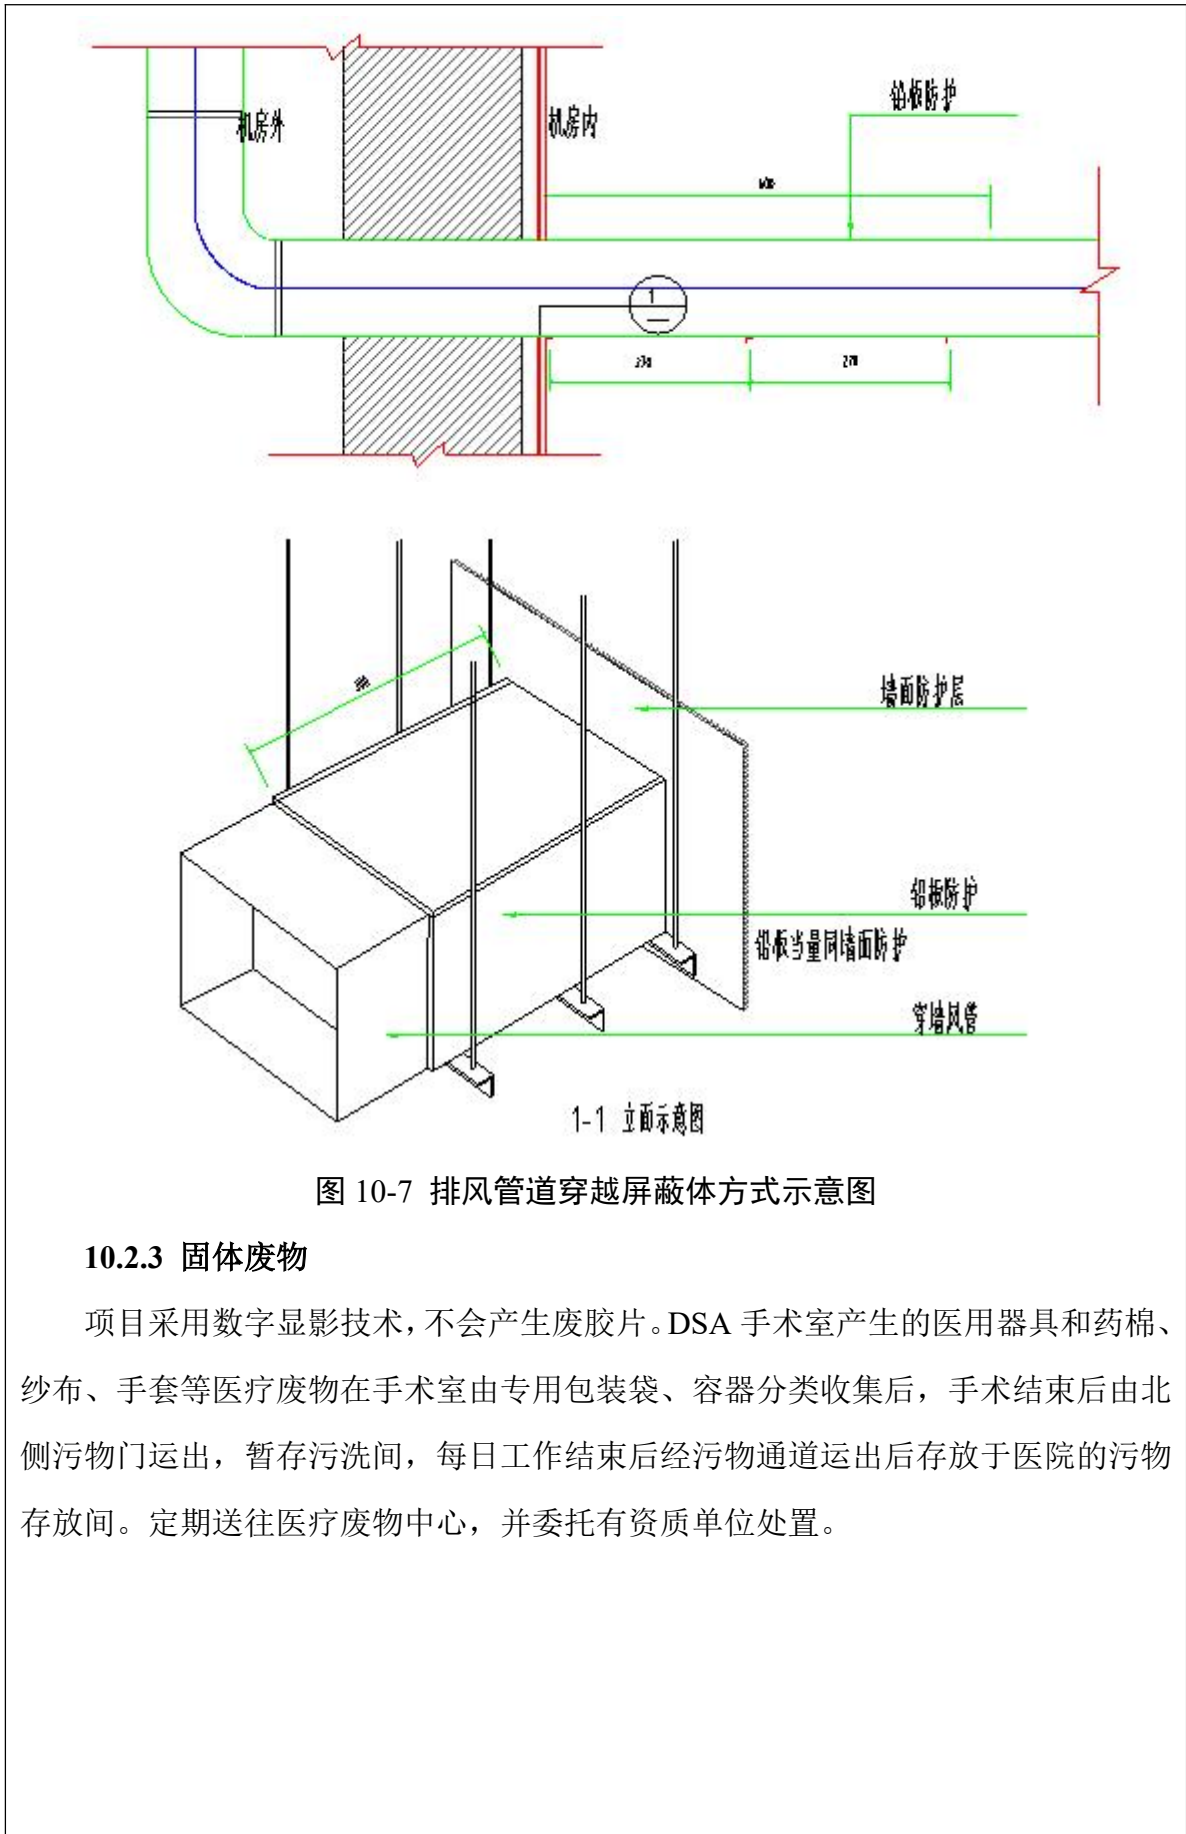 铅板防护
机房外
机房内
1
270
1-1 立面示意图
墙面防护层
铅板防护
铅板当量同墙面防护
穿墙风管
图 10-7 排风管道穿越屏蔽体方式示意图
10.2.3 固体废物
项目采用数字显影技术，不会产生废胶片。DSA 手术室产生的医用器具和药棉、
纱布、手套等医疗废物在手术室由专用包装袋、容器分类收集后，手术结束后由北
侧污物门运出，暂存污洗间，每日工作结束后经污物通道运出后存放于医院的污物
存放间。定期送往医疗废物中心，并委托有资质单位处置。